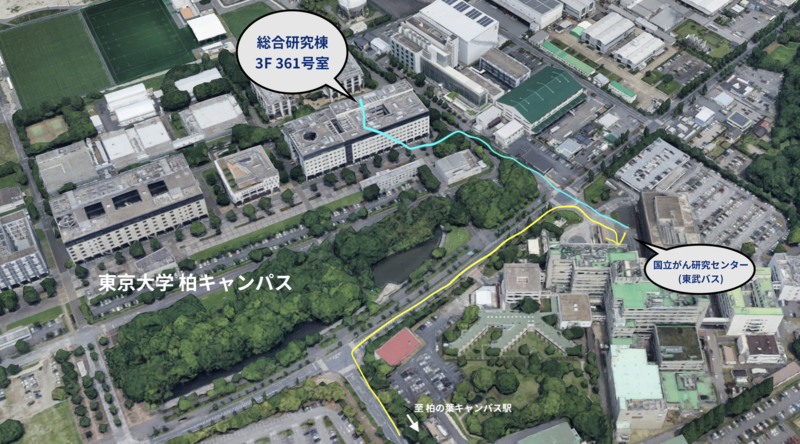 総合研究棟
3F 361号室
国立がん研究センター
(東武バス)
東京大学 柏キャンパス
至 柏の葉キャンパス駅